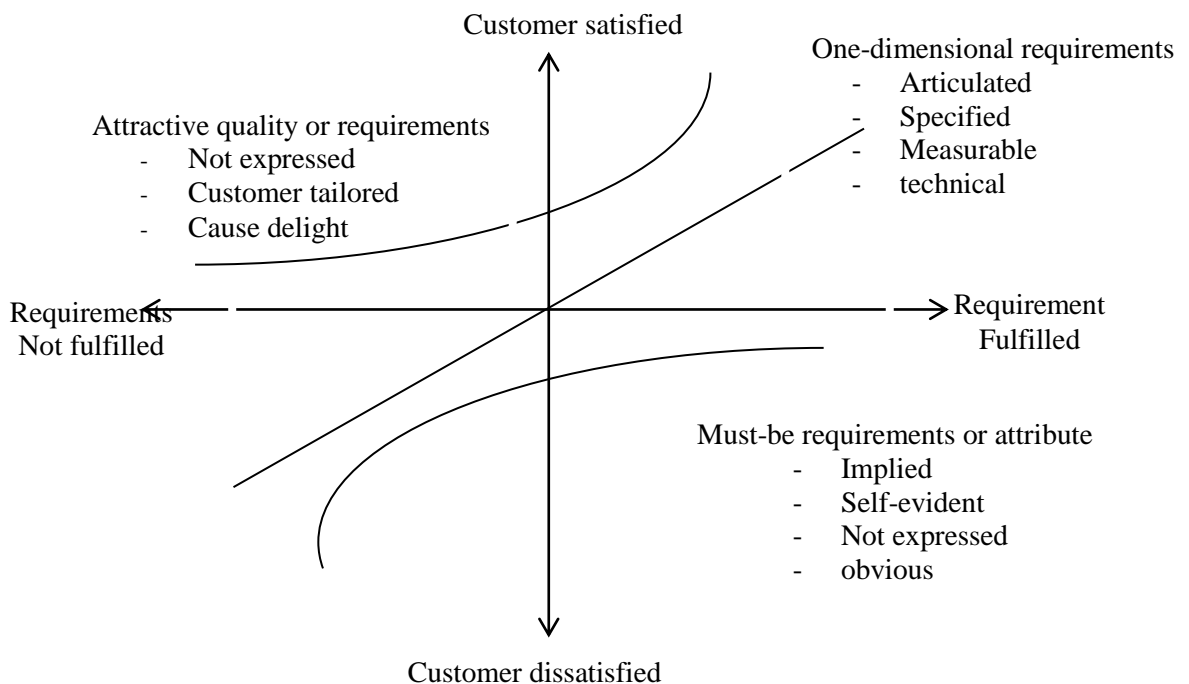 Customer satisfied
One-dimensional requirements
- Articulated
- Specified
- Measurable
- technical
Attractive quality or requirements
- Not expressed
- Customer tailored
- Cause delight
Requirements
Not fulfilled
Requirement
Fulfilled
Must-be requirements or attribute
- Implied
- Self-evident
- Not expressed
- obvious
Customer dissatisfied